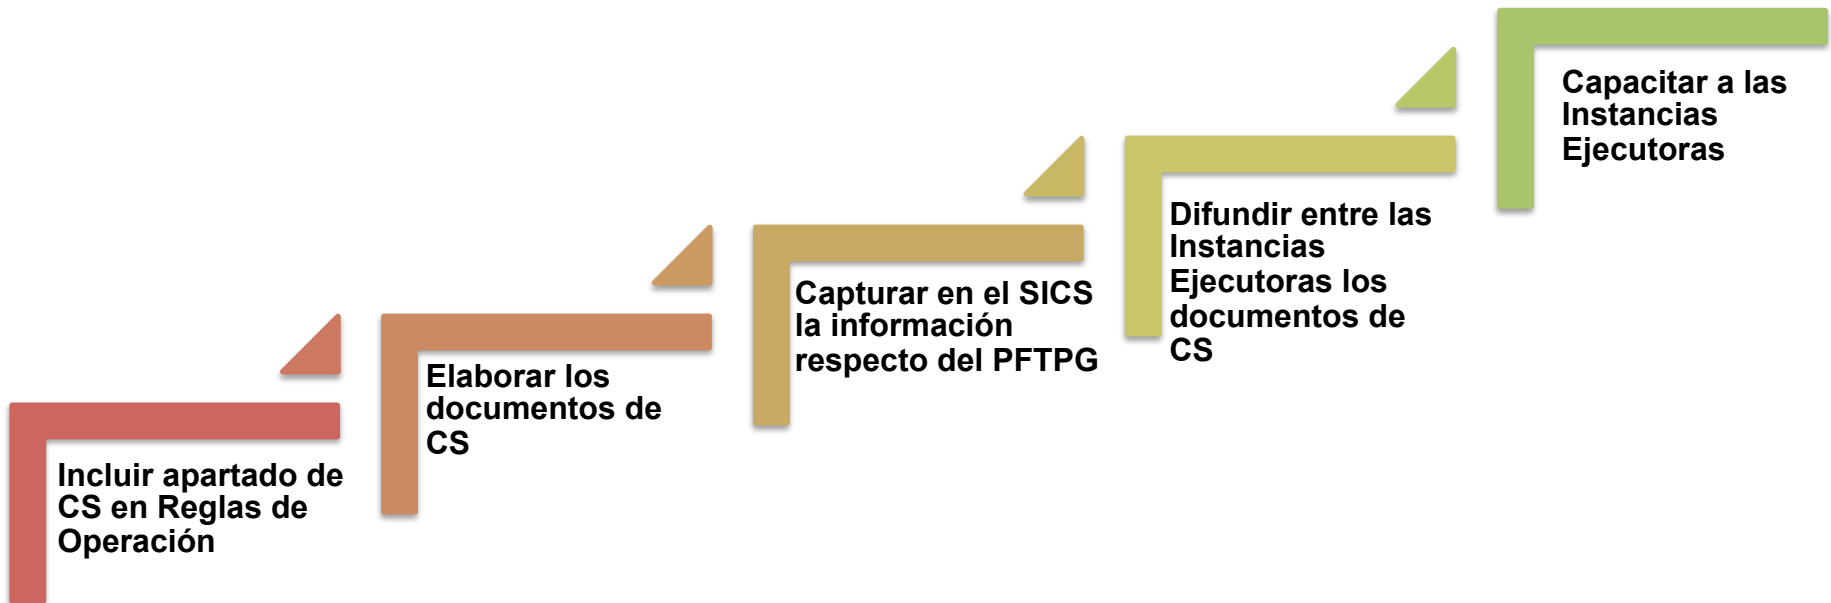 Incluir apartado de
CS en Reglas de
Operación
Elaborar los
documentos de
CS
Capturar en el SICS
la información
respecto del PFTPG
Difundir entre las
Instancias
Ejecutoras los
documentos de
CS
Capacitar a las
Instancias
Ejecutoras